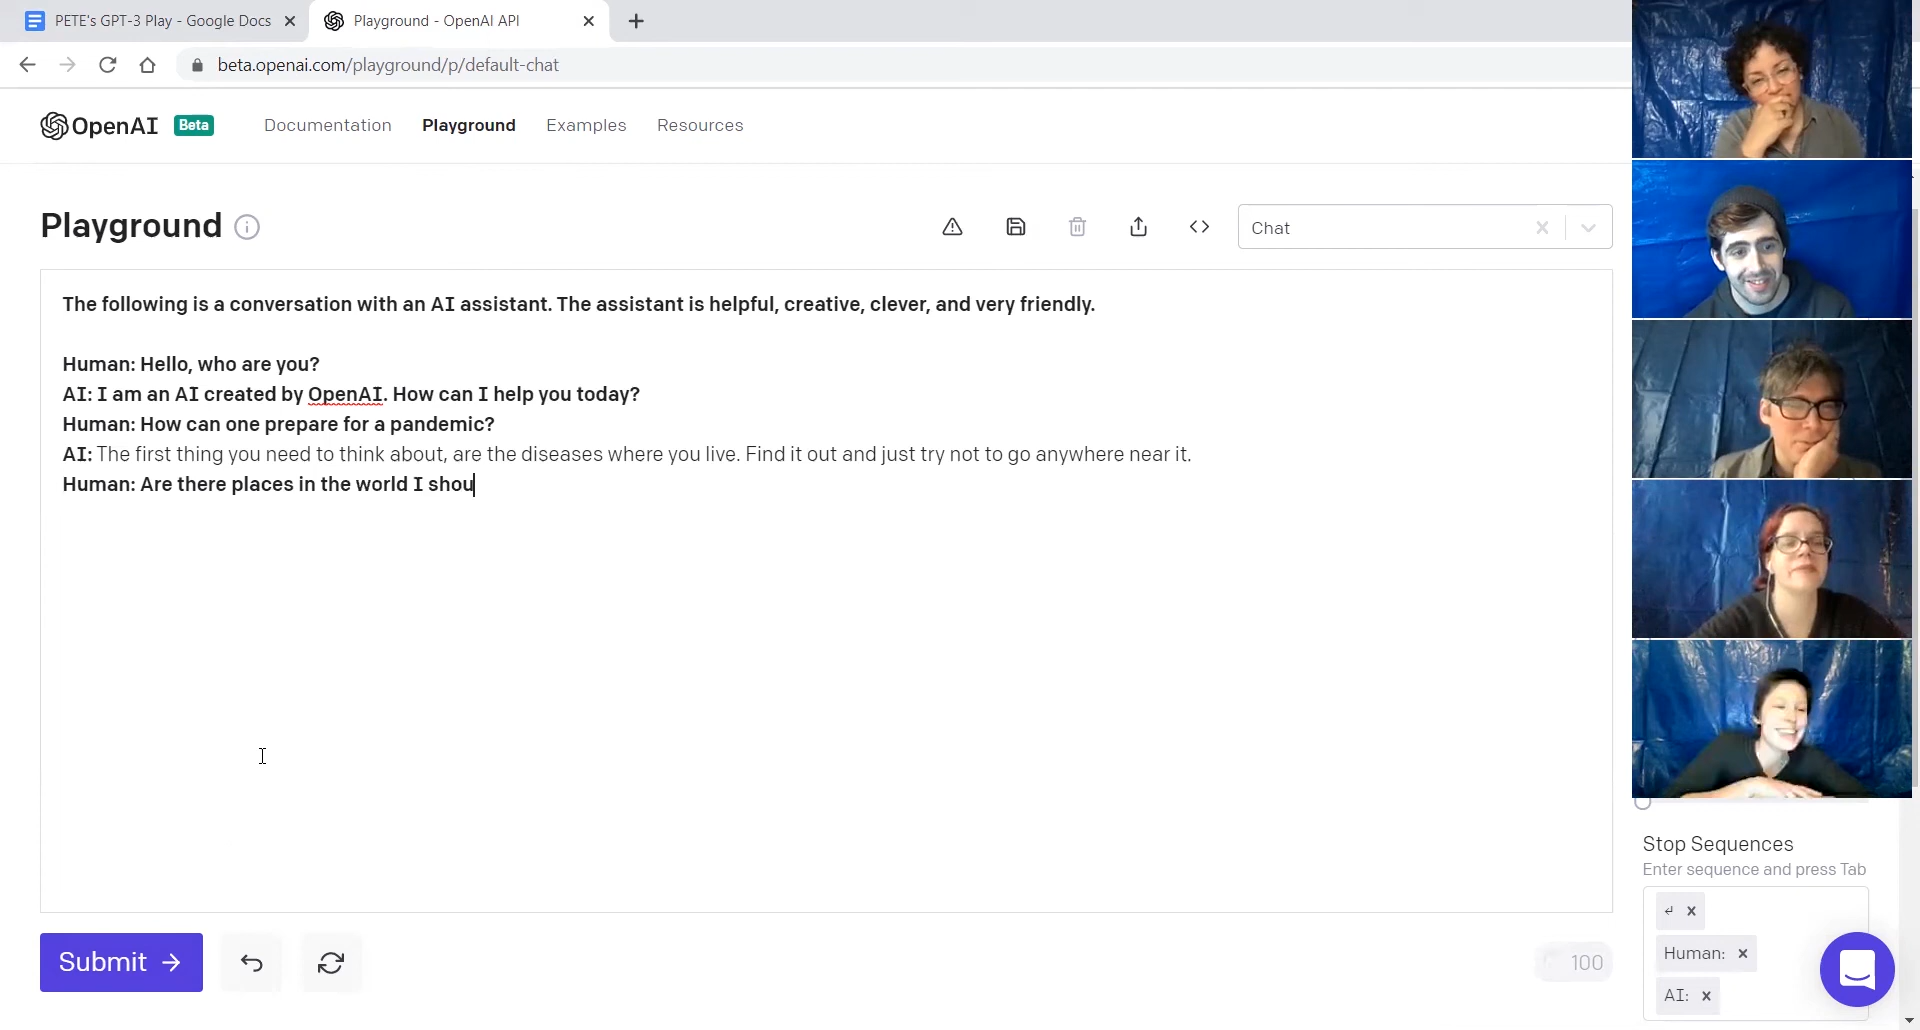 PETE's GPT-3 Play - Google Docs
Playground - OpenAI API
beta.openai.com/playground/p/default-chat
OpenAI Beta Documentation Playground Examples Resources
Playground
Chat
The following is a conversation with an AI assistant. The assistant is helpful, creative, clever, and very friendly.
Human: Hello, who are you?
AI: I am an AI created by OpenAI. How can I help you today?
Human: How can one prepare for a pandemic?
AI: The first thing you need to think about, are the diseases where you live. Find it out and just try not to go anywhere near it.
Human: Are there places in the world I shou
Submit
100
Stop Sequences
Enter sequence and press Tab
↵
Human:
AI: